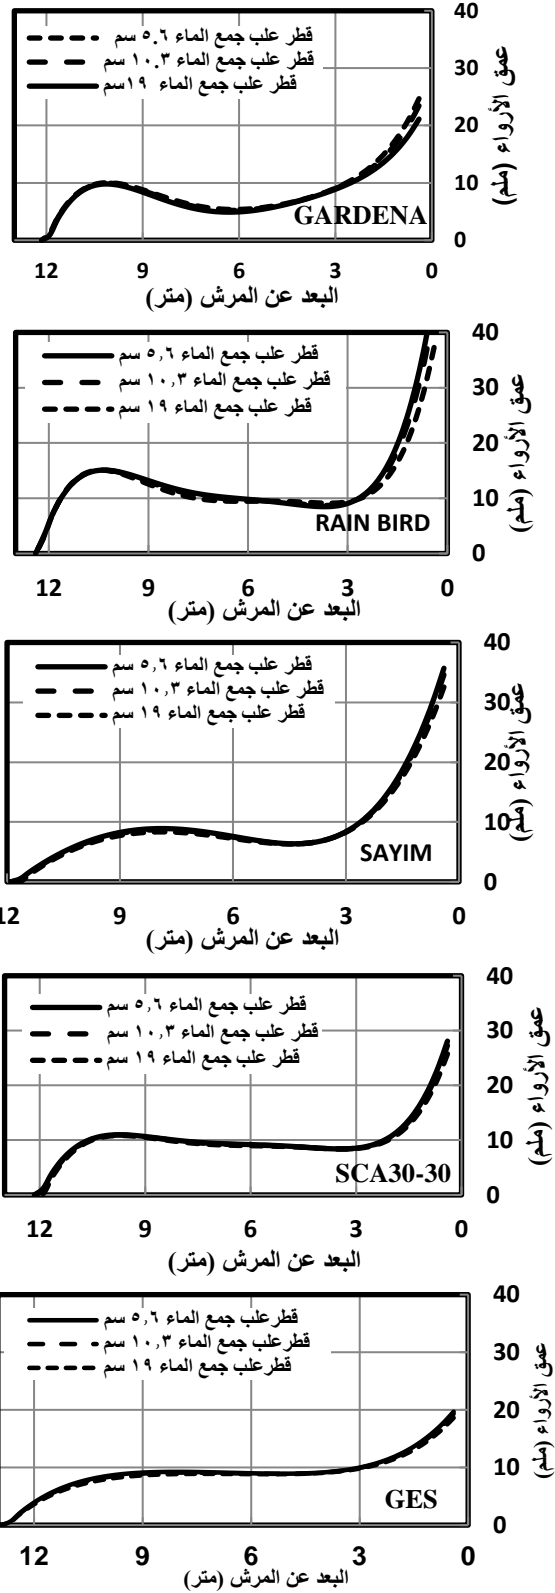 قطر علب جمع الماء ٥.٦ سم
قطر علب جمع الماء ١٠.٣ سم
قطر علب جمع الماء ١٩سم
GARDENA
40
30
20
10
0
عمق الأرواء (ملم)
12 9 6 3 0
البعد عن المرش (متر)
قطر علب جمع الماء ٥,٦ سم
قطر علب جمع الماء ١٠,٣ سم
قطر علب جمع الماء ١٩ سم
RAIN BIRD
40
30
20
10
0
عمق الأرواء (ملم)
12 9 6 3 0
البعد عن المرش (متر)
قطر علب جمع الماء ٥,٦ سم
قطر علب جمع الماء ١٠,٣ سم
قطر علب جمع الماء ١٩ سم
SAYIM
40
30
20
10
0
عمق الأرواء (ملم)
12 9 6 3 0
البعد عن المرش (متر)
قطر علب جمع الماء ٥,٦ سم
قطر علب جمع الماء ١٠,٣ سم
قطر علب جمع الماء ١٩ سم
SCA30-30
40
30
20
10
0
عمق الأرواء (ملم)
12 9 6 3 0
البعد عن المرش (متر)
قطرعلب جمع الماء ٥,٦ سم
قطرعلب جمع الماء ١٠,٣ سم
قطرعلب جمع الماء ١٩ سم
GES
40
30
20
10
0
عمق الأرواء (ملم)
12 9 6 3 0
البعد عن المرش (متر)